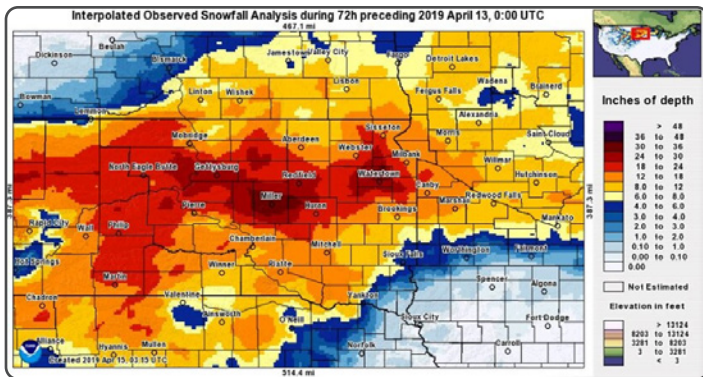 Interpolated Observed Snowfall Analysis during 72h preceding 2019 April 13, 0:00 UTC
467.1 mi
Dickinson
Beulah
Bismarck
Jamestown
Valley City
Fargo
Detroit Lakes
Bowman
Linton
Wishek
Lisbon
Fergus Falls
Wadena
Brainerd
Lemmon
Alexandria
Mobridge
Aberdeen
Sisseton
Morris
Saint Cloud
North Eagle Butte
Gettysburg
Webster
Milbank
Willmar
Redfield
Watertown
Hutchinson
Miller
Canby
Redwood Falls
Pierre
Huron
Marshall
Brookings
Mankato
Rapid City
Wall
Philip
Chamberlain
Mitchell
Hot Springs
Sioux Falls
Worthington
Fairmont
Martin
Winner
Platte
Spencer
Algona
Chadron
Valentine
Yankton
Ainsworth
O'Neill
Sioux City
Fort Dodge
Alliance
Hyannis
Mullen
Norfolk
Carroll
Created 2019 Apr 15, 03:15 UTC
514.4 mi
387.3 mi
387.3 mi
Inches of depth
> 48
36 to 48
30 to 36
24 to 30
18 to 24
12 to 18
8.0 to 12
6.0 to 8.0
4.0 to 6.0
3.0 to 4.0
2.0 to 3.0
1.0 to 2.0
0.10 to 1.0
0.00 to 0.10
0.00
Not Estimated
Elevation in feet
> 13124
8203 to 13124
3281 to 8203
3 to 3281
< 3